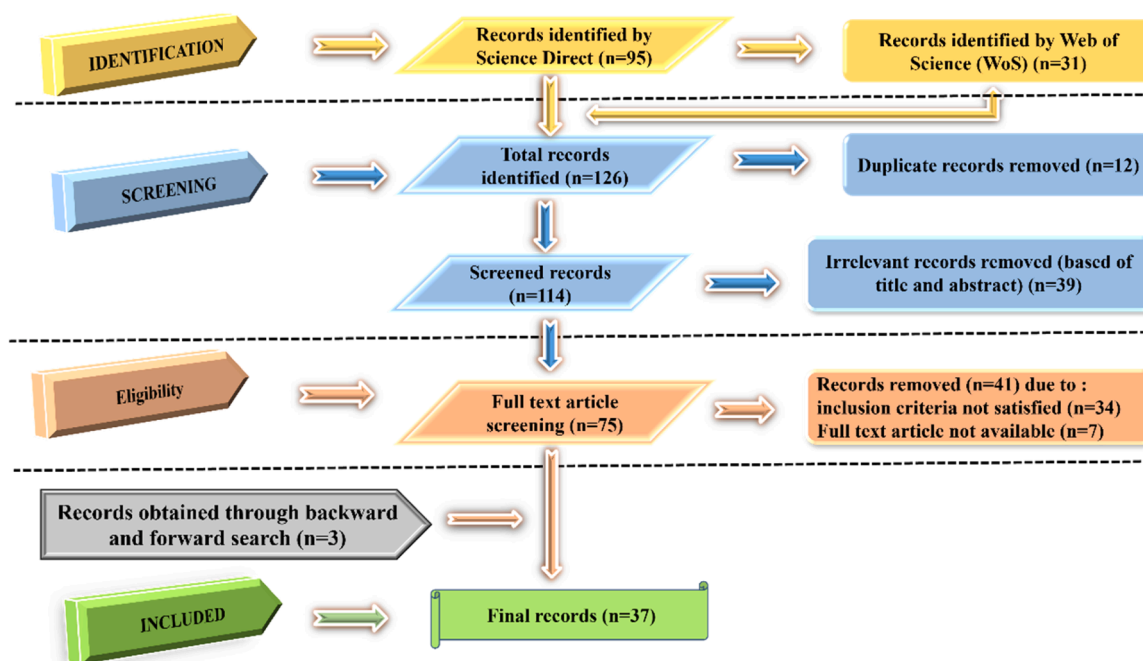 IDENTIFICATION
Records identified by
Science Direct (n=95)
Records identified by Web of
Science (WoS) (n=31)
SCREENING
Total records
identified (n=126)
Duplicate records removed (n=12)
Screened records
(n=114)
Irrelevant records removed (based of
title and abstract) (n=39)
Eligibility
Full text article
screening (n=75)
Records removed (n=41) due to :
inclusion criteria not satisfied (n=34)
Full text article not available (n=7)
Records obtained through backward
and forward search (n=3)
INCLUDED
Final records (n=37)